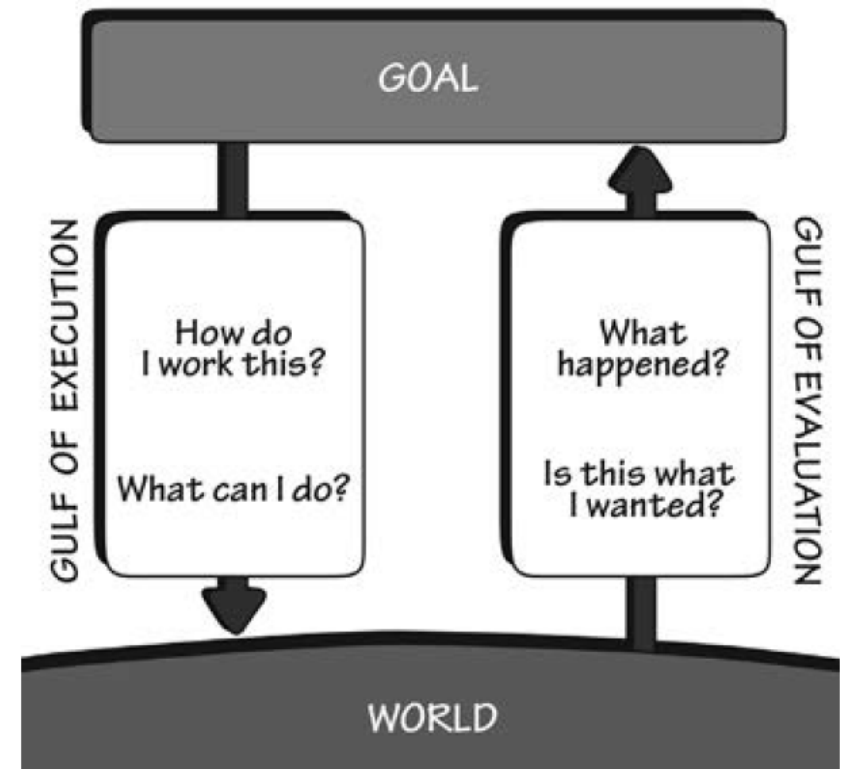 GOAL
GULF OF EXECUTION
How do
I work this?
What can I do?
What
happened?
Is this what
I wanted?
GULF OF EVALUATION
WORLD